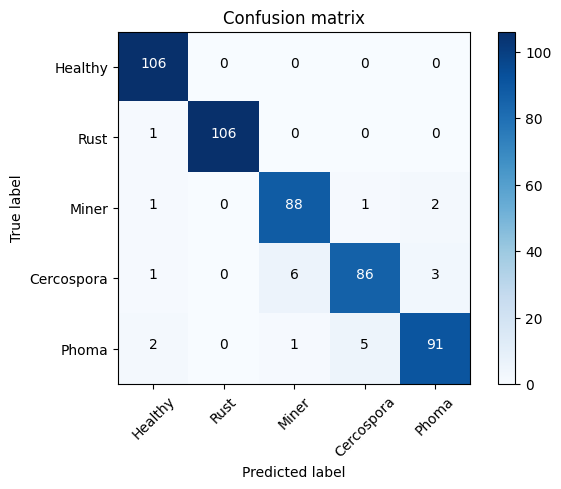 Confusion matrix
True label
Healthy 106 0 0 0 0
Rust 1 106 0 0 0
Miner 1 0 88 1 2
Cercospora 1 0 6 86 3
Phoma 2 0 1 5 91
Healthy Rust Miner Cercospora Phoma
Predicted label
100
80
60
40
20
0